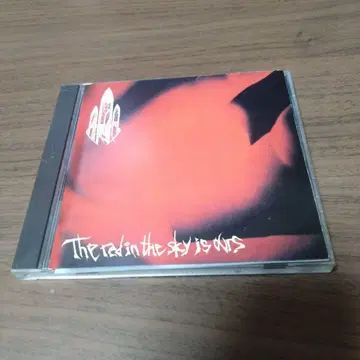 The red in the sky is ours